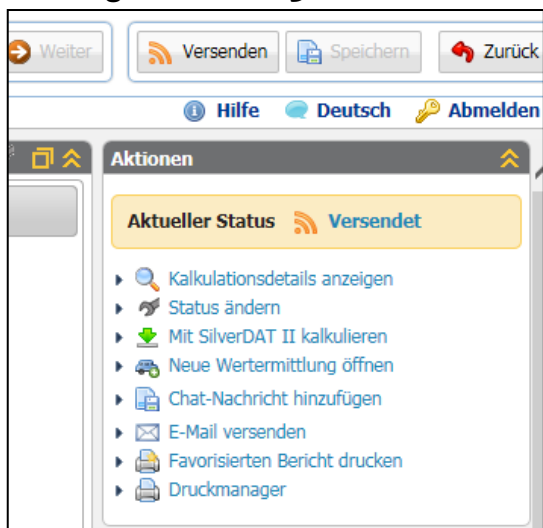 Weiter Versenden Speichern Zurück
Hilfe Deutsch Abmelden
Aktionen
Aktueller Status Versendet
Kalkulationsdetails anzeigen
Status ändern
Mit SilverDAT II kalkulieren
Neue Wertermittlung öffnen
Chat-Nachricht hinzufügen
E-Mail versenden
Favorisierten Bericht drucken
Druckmanager